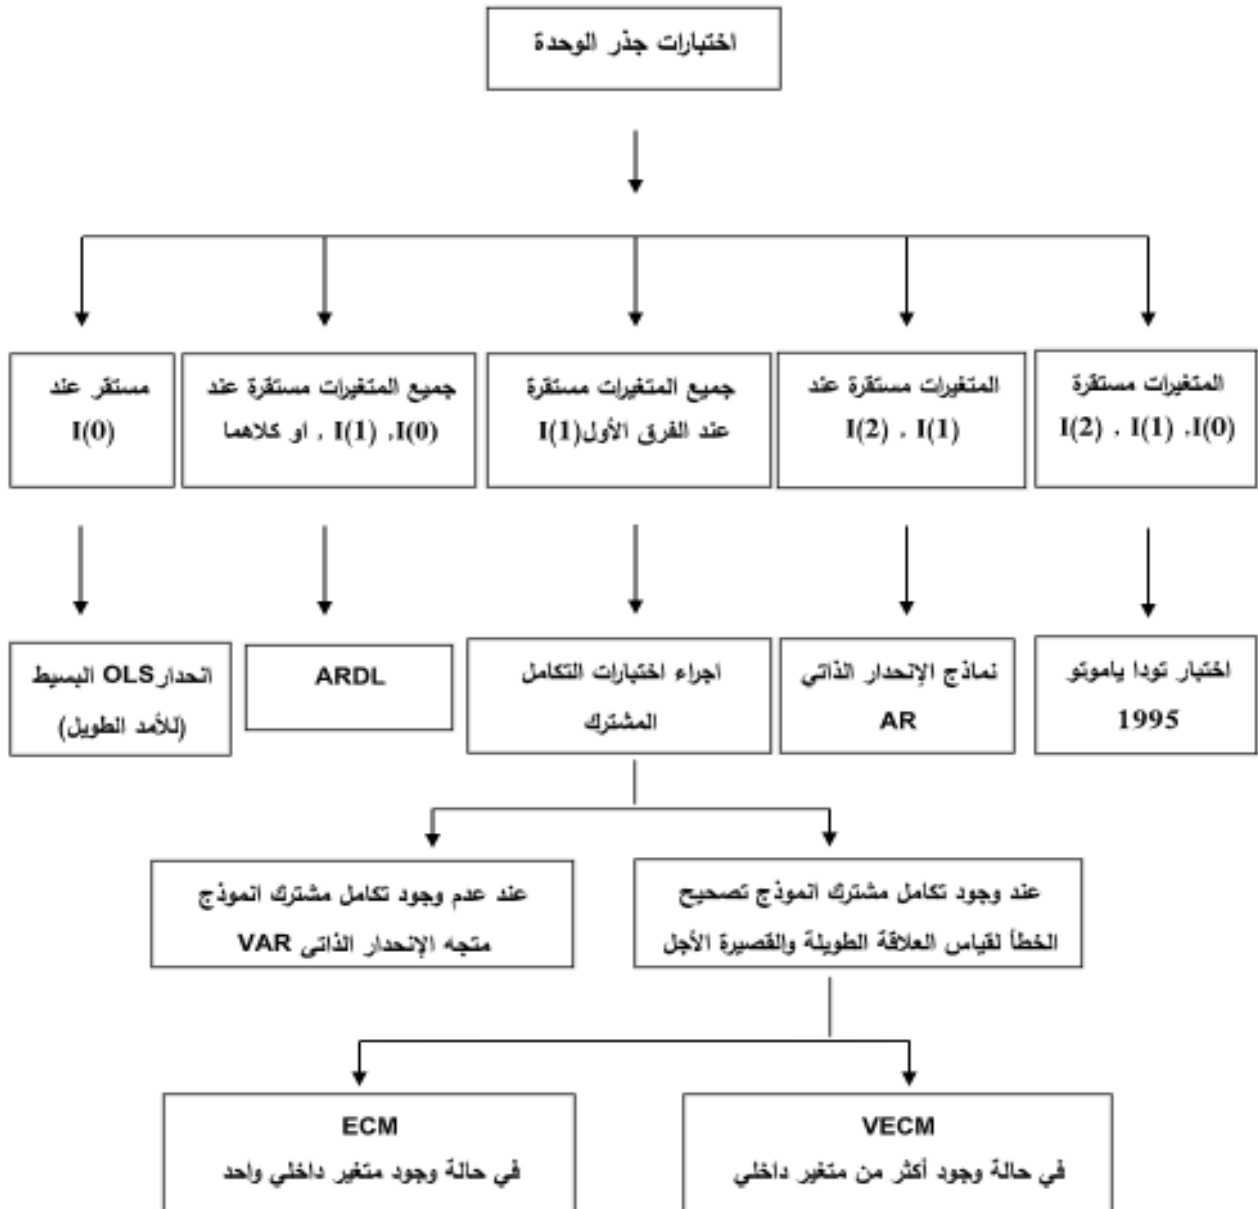 اختبارات جذر الوحدة
المتغيرات مستقرة
I(0)، I(1) ، I(2)
المتغيرات مستقرة عند
I(1) ، I(2)
جميع المتغيرات مستقرة
عند الفرق الأول I(1)
جميع المتغيرات مستقرة عند
I(0)، I(1) ، او كلاهما
مستقر عند
I(0)
اختبار تودا ياموتو
1995
نماذج الإنحدار الذاتي
AR
اجراء اختبارات التكامل
المشترك
ARDL
انحدار OLS البسيط
(للأمد الطويل)
عند وجود تكامل مشترك انموذج تصحيح
الخطأ لقياس العلاقة الطويلة والقصيرة الأجل
عند عدم وجود تكامل مشترك انموذج
متجه الإنحدار الذاتي VAR
VECM
في حالة وجود أكثر من متغير داخلي
ECM
في حالة وجود متغير داخلي واحد